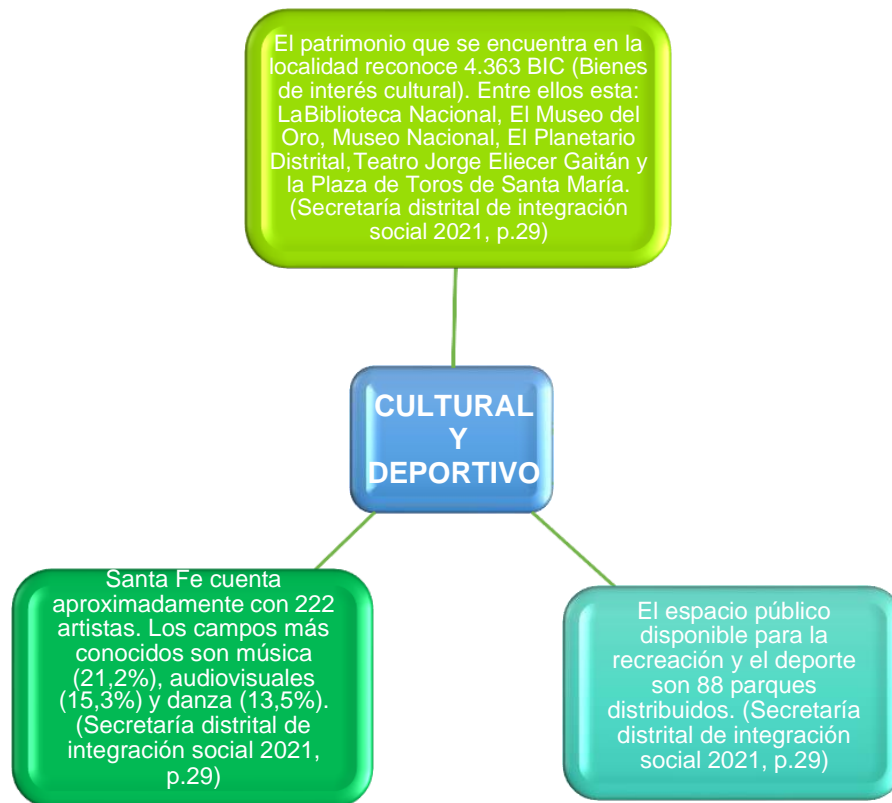 El patrimonio que se encuentra en la
localidad reconoce 4.363 BIC (Bienes
de interés cultural). Entre ellos esta:
LaBiblioteca Nacional, El Museo del
Oro, Museo Nacional, El Planetario
Distrital,Teatro Jorge Eliecer Gaitán y
la Plaza de Toros de Santa María.
(Secretaría distrital de integración
social 2021, p.29)
CULTURAL
Y
DEPORTIVO
Santa Fe cuenta
aproximadamente con 222
artistas. Los campos más
conocidos son música
(21,2%), audiovisuales
(15,3%) y danza (13,5%).
(Secretaría distrital de
integración social 2021,
p.29)
El espacio público
disponible para la
recreación y el deporte
son 88 parques
distribuidos. (Secretaría
distrital de integración
social 2021, p.29)